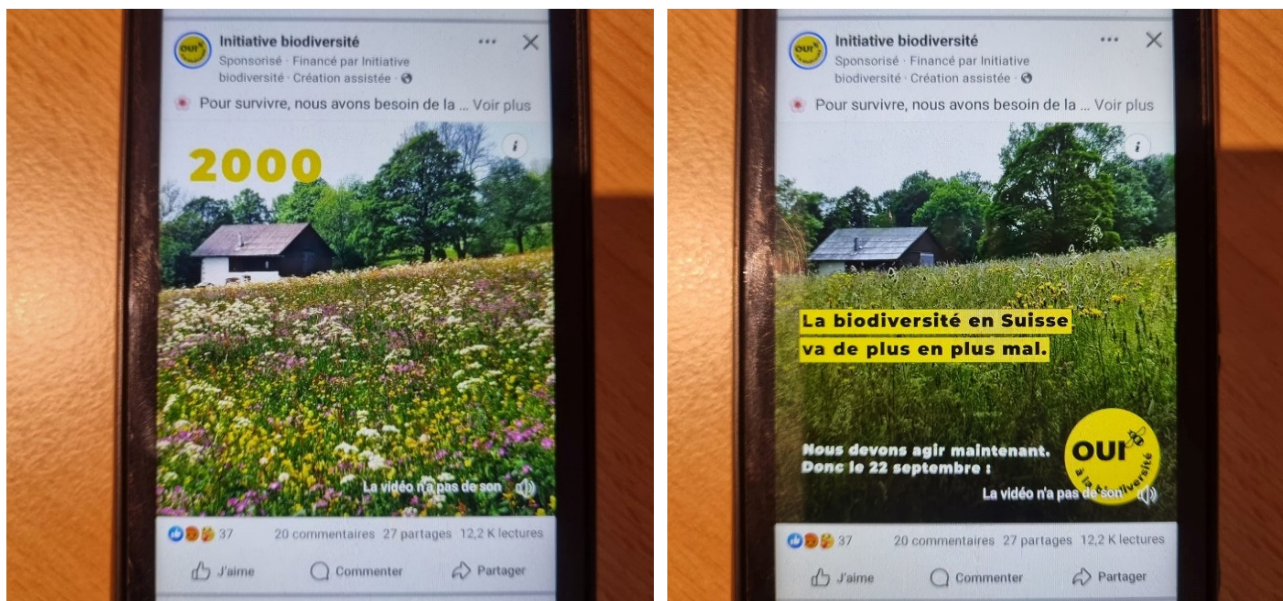 Initiative biodiversité
Sponsorisé · Financé par Initiative
biodiversité · Création assistée ·
Pour survivre, nous avons besoin de la ... Voir plus
2000
La vidéo n'a pas de son
37 20 commentaires 27 partages 12,2 K lectures
J'aime Commenter Partager
Initiative biodiversité
Sponsorisé · Financé par Initiative
biodiversité · Création assistée ·
Pour survivre, nous avons besoin de la ... Voir plus
La biodiversité en Suisse
va de plus en plus mal.
Nous devons agir maintenant.
Donc le 22 septembre :
OUI
à la biodiversité
La vidéo n'a pas de son
37 20 commentaires 27 partages 12,2 K lectures
J'aime Commenter Partager